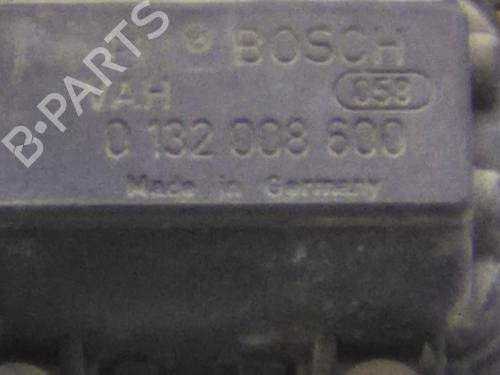 BOSCH
VAH 058
0 132 008 600
Made in Germany
B-PARTS